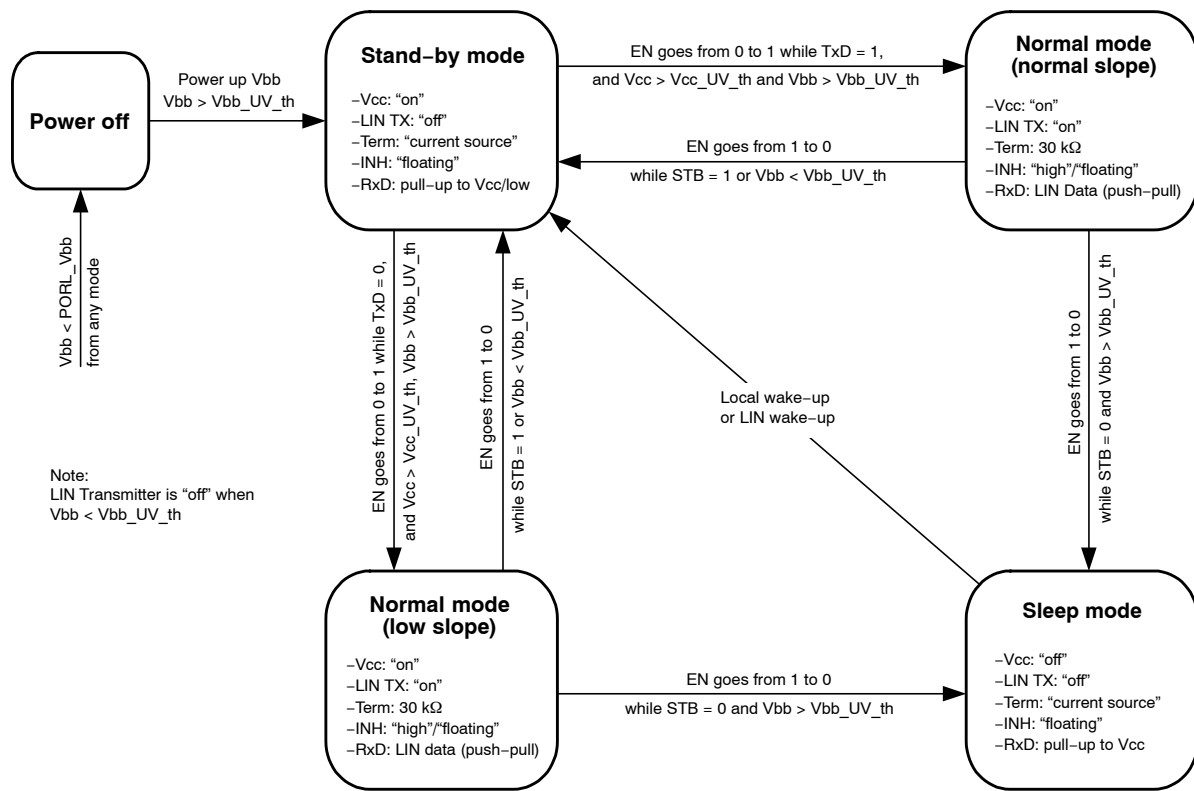 Power off
Power up Vbb
Vbb > Vbb_UV_th
Vbb < PORL_Vbb
from any mode
Note:
LIN Transmitter is “off” when
Vbb < Vbb_UV_th
Stand−by mode
−Vcc: “on”
−LIN TX: “off”
−Term: “current source”
−INH: “floating”
−RxD: pull−up to Vcc/low
EN goes from 0 to 1 while TxD = 1,
and Vcc > Vcc_UV_th and Vbb > Vbb_UV_th
EN goes from 1 to 0
while STB = 1 or Vbb < Vbb_UV_th
Normal mode
(normal slope)
−Vcc: “on”
−LIN TX: “on”
−Term: 30 kΩ
−INH: “high”/“floating”
−RxD: LIN Data (push−pull)
EN goes from 0 to 1 while TxD = 0,
and Vcc > Vcc_UV_th, Vbb > Vbb_UV_th
EN goes from 1 to 0
while STB = 1 or Vbb < Vbb_UV_th
Local wake−up
or LIN wake−up
EN goes from 1 to 0
while STB = 0 and Vbb > Vbb_UV_th
Normal mode
(low slope)
−Vcc: “on”
−LIN TX: “on”
−Term: 30 kΩ
−INH: “high”/“floating”
−RxD: LIN data (push−pull)
EN goes from 1 to 0
while STB = 0 and Vbb > Vbb_UV_th
Sleep mode
−Vcc: “off”
−LIN TX: “off”
−Term: “current source”
−INH: “floating”
−RxD: pull−up to Vcc